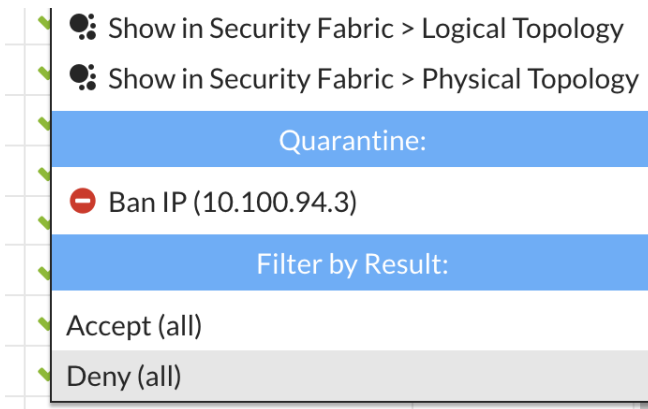 Show in Security Fabric > Logical Topology
Show in Security Fabric > Physical Topology
Quarantine:
Ban IP (10.100.94.3)
Filter by Result:
Accept (all)
Deny (all)